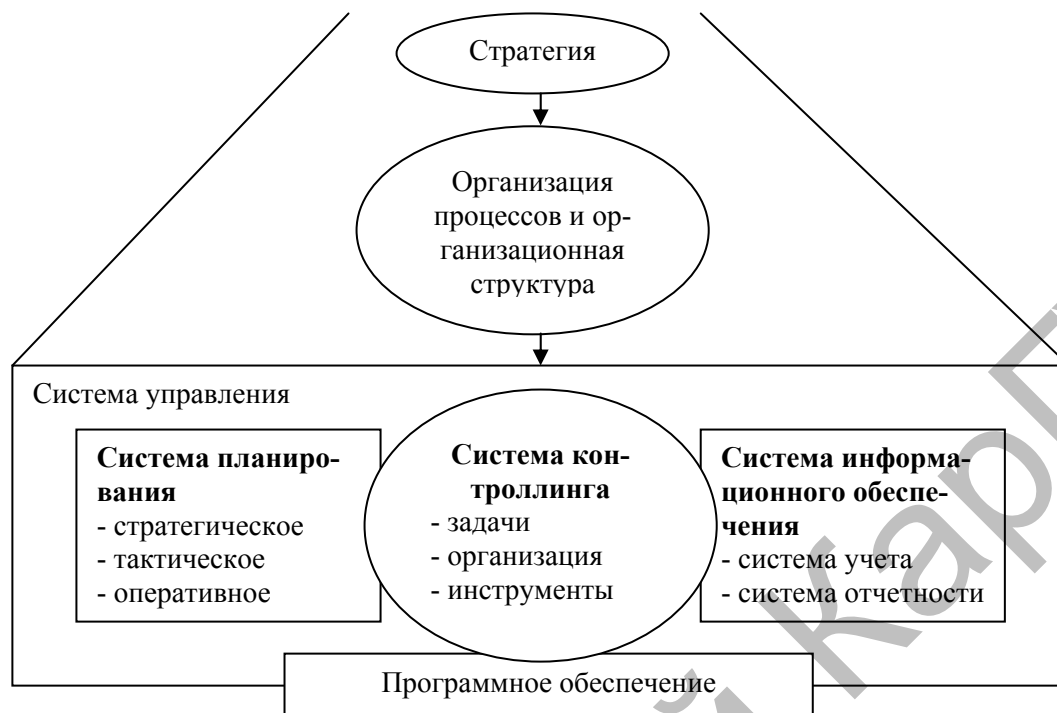 Стратегия
Организация
процессов и ор-
ганизационная
структура
Система управления
Система планиро-
вания
- стратегическое
- тактическое
- оперативное
Система кон-
троллинга
- задачи
- организация
- инструменты
Система информа-
ционного обеспе-
чения
- система учета
- система отчетности
Программное обеспечение